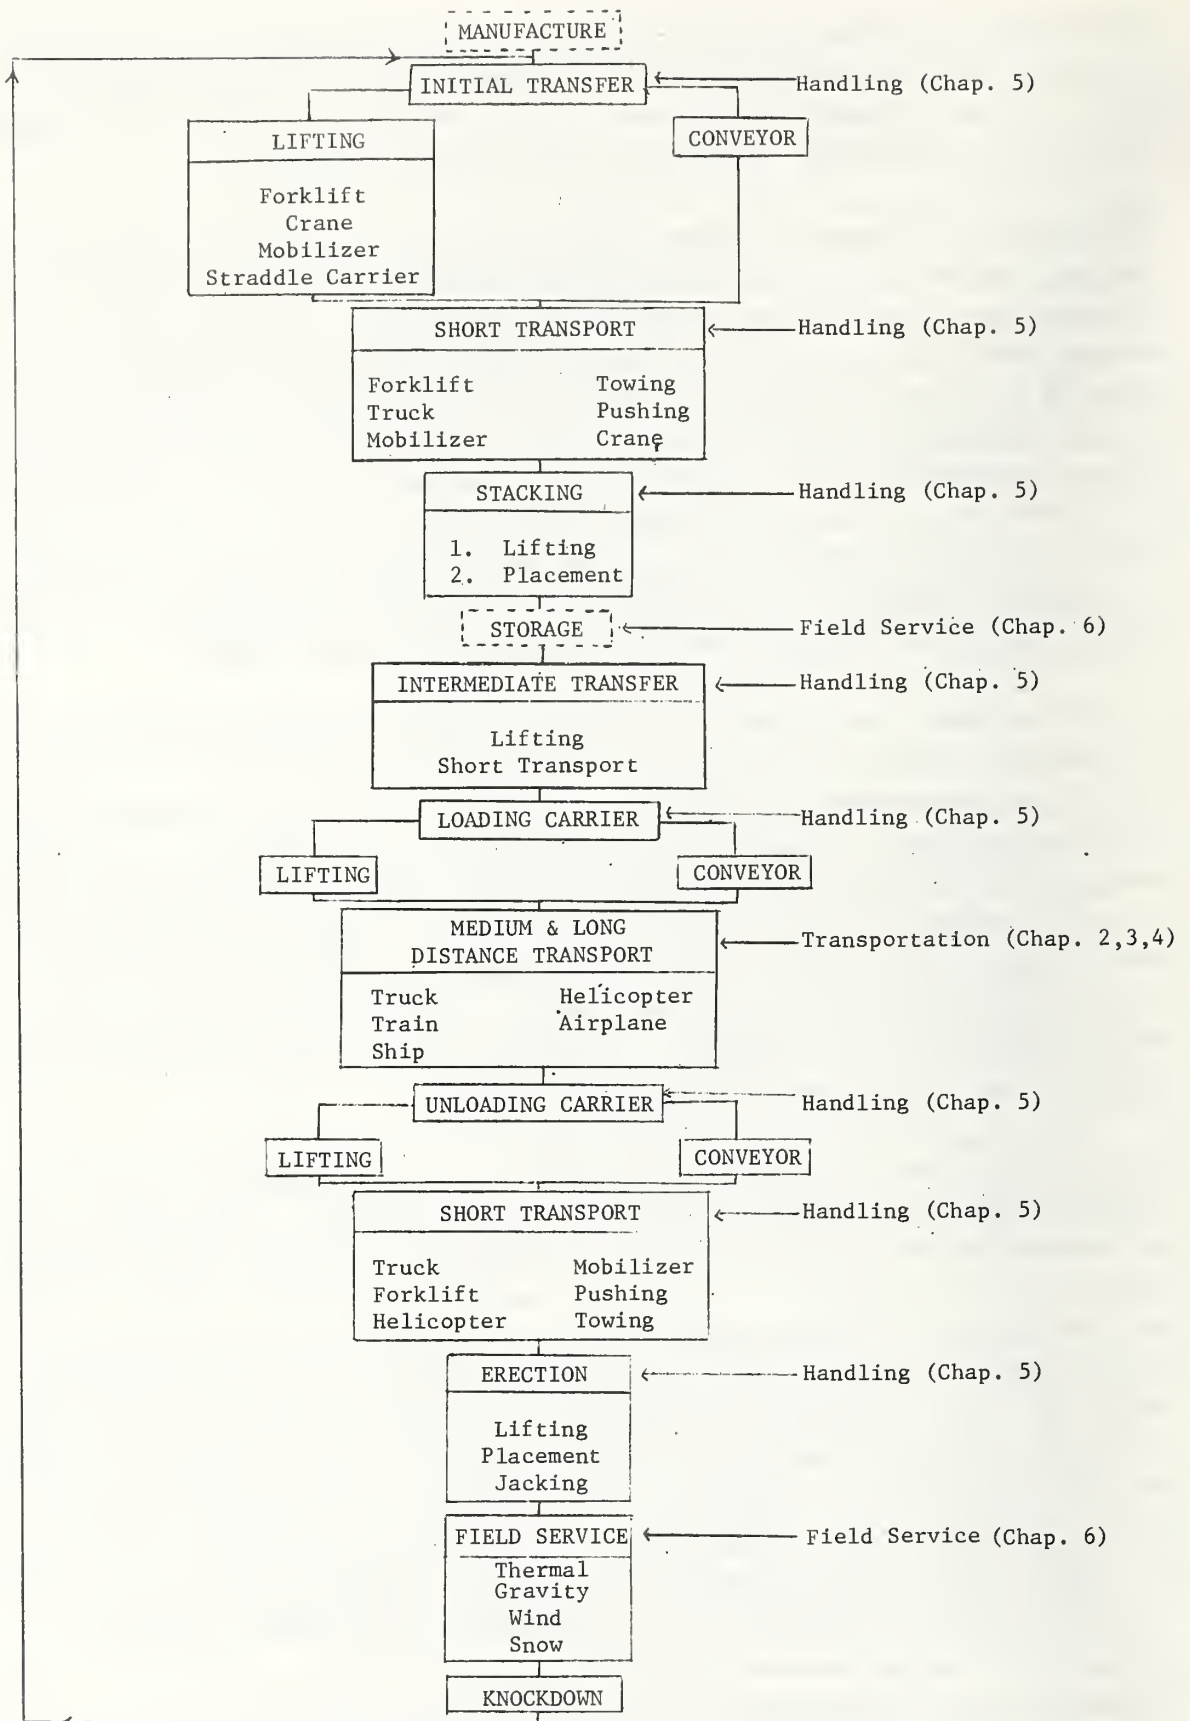 MANUFACTURE
INITIAL TRANSFER
Handling (Chap. 5)
LIFTING
CONVEYOR
Forklift
Crane
Mobilizer
Straddle Carrier
SHORT TRANSPORT
Handling (Chap. 5)
Forklift Towing
Truck Pushing
Mobilizer Crane
STACKING
Handling (Chap. 5)
1. Lifting
2. Placement
STORAGE
Field Service (Chap. 6)
INTERMEDIATE TRANSFER
Handling (Chap. 5)
Lifting
Short Transport
LOADING CARRIER
Handling (Chap. 5)
LIFTING
CONVEYOR
MEDIUM & LONG
DISTANCE TRANSPORT
Transportation (Chap. 2,3,4)
Truck Helicopter
Train Airplane
Ship
UNLOADING CARRIER
Handling (Chap. 5)
LIFTING
CONVEYOR
SHORT TRANSPORT
Handling (Chap. 5)
Truck Mobilizer
Forklift Pushing
Helicopter Towing
ERECTION
Handling (Chap. 5)
Lifting
Placement
Jacking
FIELD SERVICE
Field Service (Chap. 6)
Thermal
Gravity
Wind
Snow
KNOCKDOWN